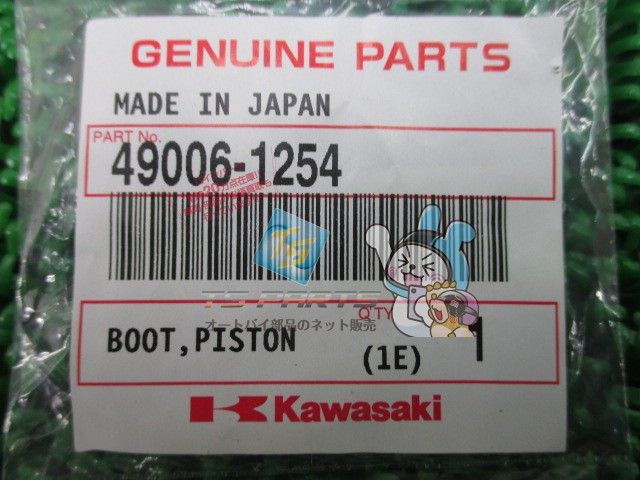 GENUINE PARTS
MADE IN JAPAN
PART No.
49006-1254
TS PARTS
オートバイ部品のネット販売
Q'TY
BOOT,PISTON
(1E)
1
Kawasaki